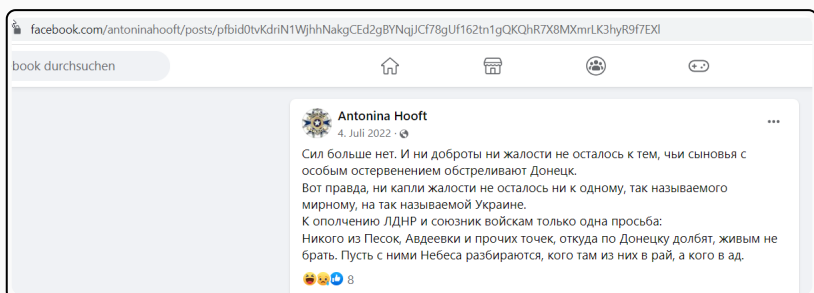 facebook.com/antoninahooft/posts/pfbid0tvKdriN1WjhhNakgCEd2gBYNqjJCf78gUf162tn1gQKQhR7X8MXmrLK3hyR9f7EXl
book durchsuchen
Antonina Hooft
4. Juli 2022 ·
Сил больше нет. И ни доброты ни жалости не осталось к тем, чьи сыновья с
особым остервенением обстреливают Донецк.
Вот правда, ни капли жалости не осталось ни к одному, так называемого
мирному, на так называемой Украине.
К ополчению ЛДНР и союзник войскам только одна просьба:
Никого из Песок, Авдеевки и прочих точек, откуда по Донецку долбят, живым не
брать. Пусть с ними Небеса разбираются, кого там из них в рай, а кого в ад.
8